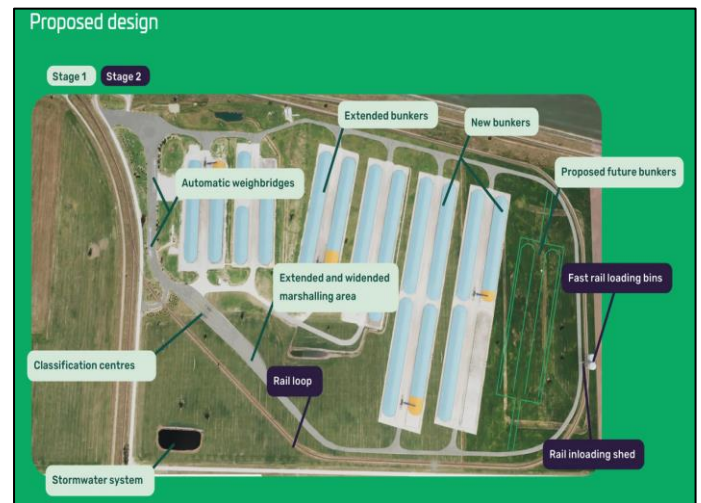 Proposed design
Stage 1
Stage 2
Extended bunkers
New bunkers
Proposed future bunkers
Automatic weighbridges
Fast rail loading bins
Extended and widended
marshalling area
Classification centres
Rail loop
Rail inloading shed
Stormwater system